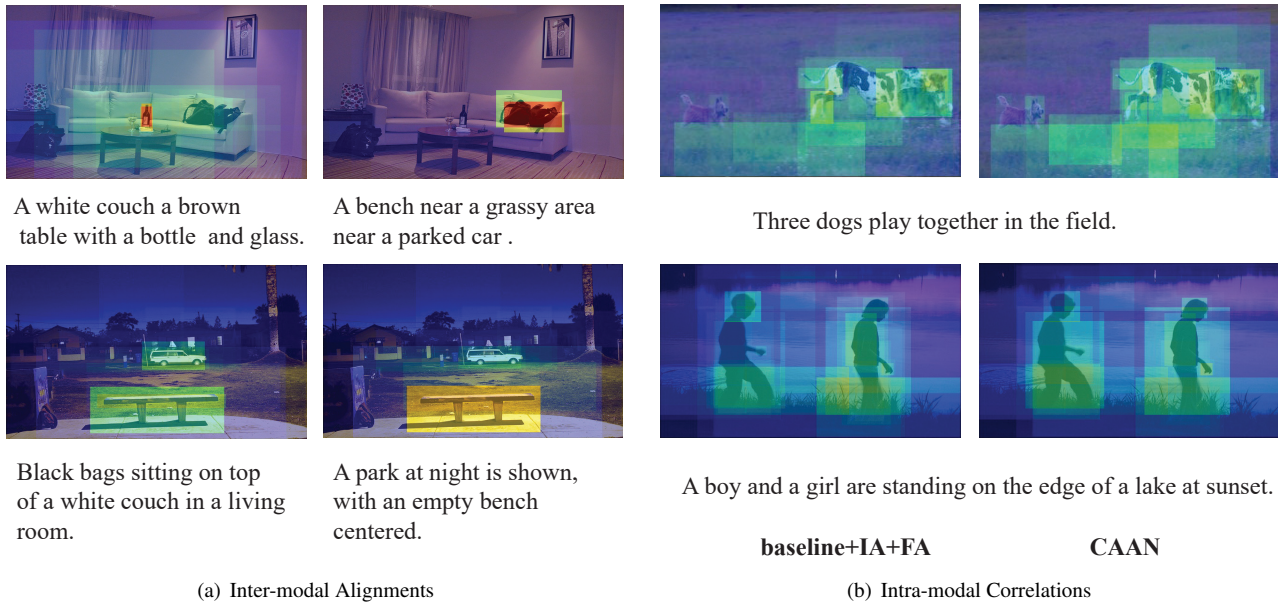 A white couch a brown
table with a bottle and glass.
A bench near a grassy area
near a parked car .
Black bags sitting on top
of a white couch in a living
room.
A park at night is shown,
with an empty bench
centered.
(a) Inter-modal Alignments
Three dogs play together in the field.
A boy and a girl are standing on the edge of a lake at sunset.
baseline+IA+FA
CAAN
(b) Intra-modal Correlations